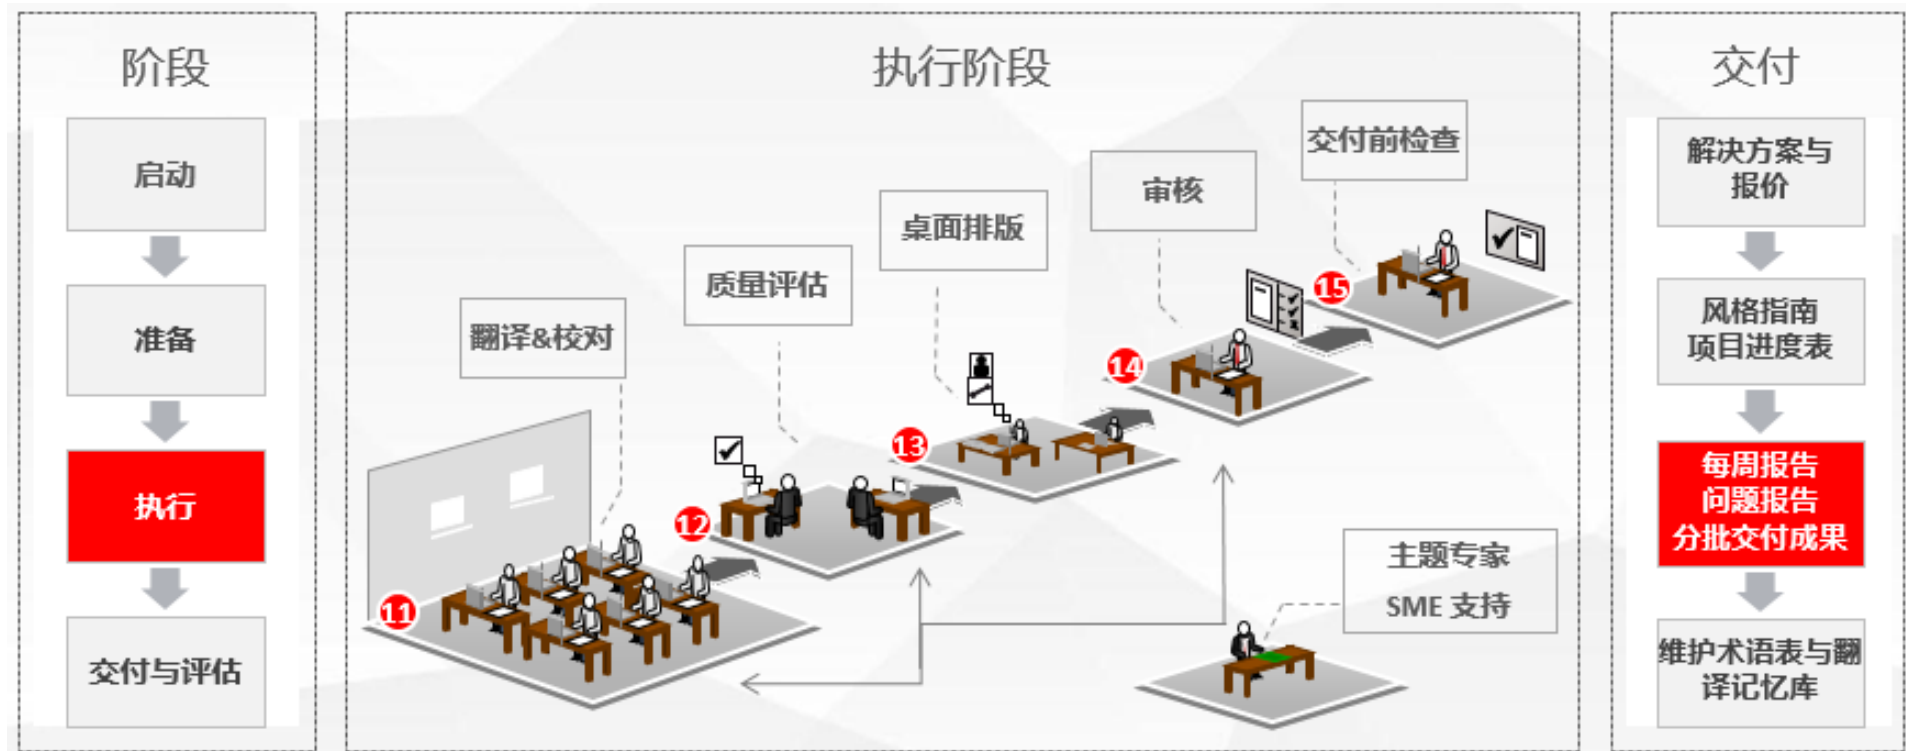 阶段
启动
准备
执行
交付与评估
执行阶段
翻译&校对
质量评估
桌面排版
审核
交付前检查
11
12
13
14
15
主题专家
SME 支持
交付
解决方案与
报价
风格指南
项目进度表
每周报告
问题报告
分批交付成果
维护术语表与翻
译记忆库